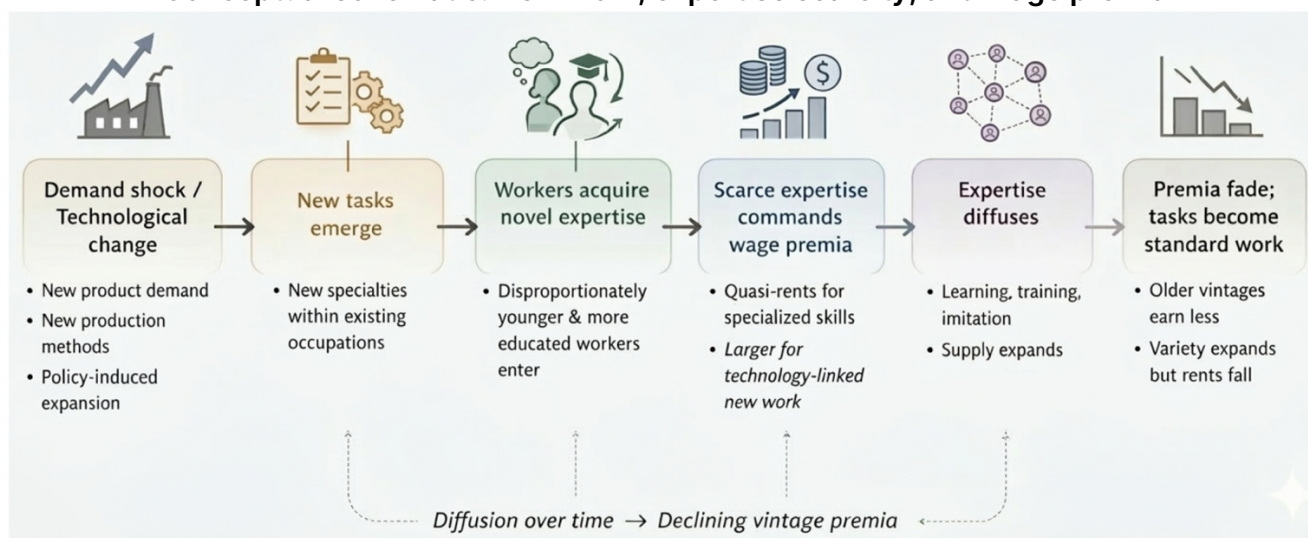 Demand shock /
Technological
change
New tasks
emerge
Workers acquire
novel expertise
Scarce expertise
commands
wage premia
Expertise
diffuses
Premia fade;
tasks become
standard work
• New product demand
• New production
methods
• Policy-induced
expansion
• New specialties
within existing
occupations
• Disproportionately
younger & more
educated workers
enter
• Quasi-rents for
specialized skills
• Larger for
technology-linked
new work
• Learning, training,
imitation
• Supply expands
• Older vintages
earn less
• Variety expands
but rents fall
$
Diffusion over time → Declining vintage premia